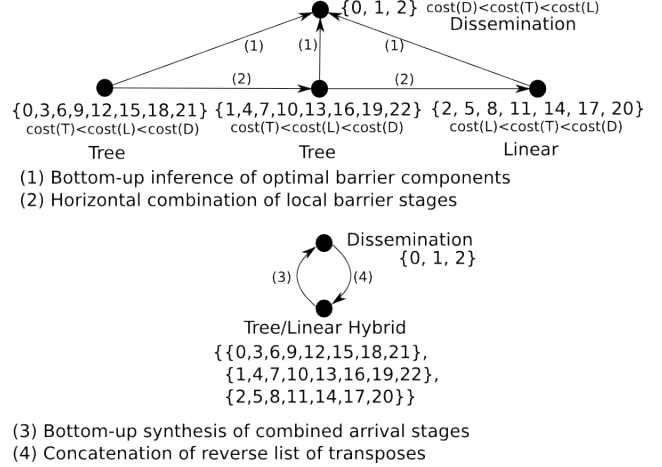 {0, 1, 2} cost(D)<cost(T)<cost(L)
Dissemination
(1) (1) (1)
(2) (2)
{0,3,6,9,12,15,18,21} {1,4,7,10,13,16,19,22} {2, 5, 8, 11, 14, 17, 20}
cost(T)<cost(L)<cost(D) cost(T)<cost(L)<cost(D) cost(L)<cost(T)<cost(D)
Tree Tree Linear
(1) Bottom-up inference of optimal barrier components
(2) Horizontal combination of local barrier stages
Dissemination
{0, 1, 2}
(3) (4)
Tree/Linear Hybrid
{{0,3,6,9,12,15,18,21},
{1,4,7,10,13,16,19,22},
{2,5,8,11,14,17,20}}
(3) Bottom-up synthesis of combined arrival stages
(4) Concatenation of reverse list of transposes